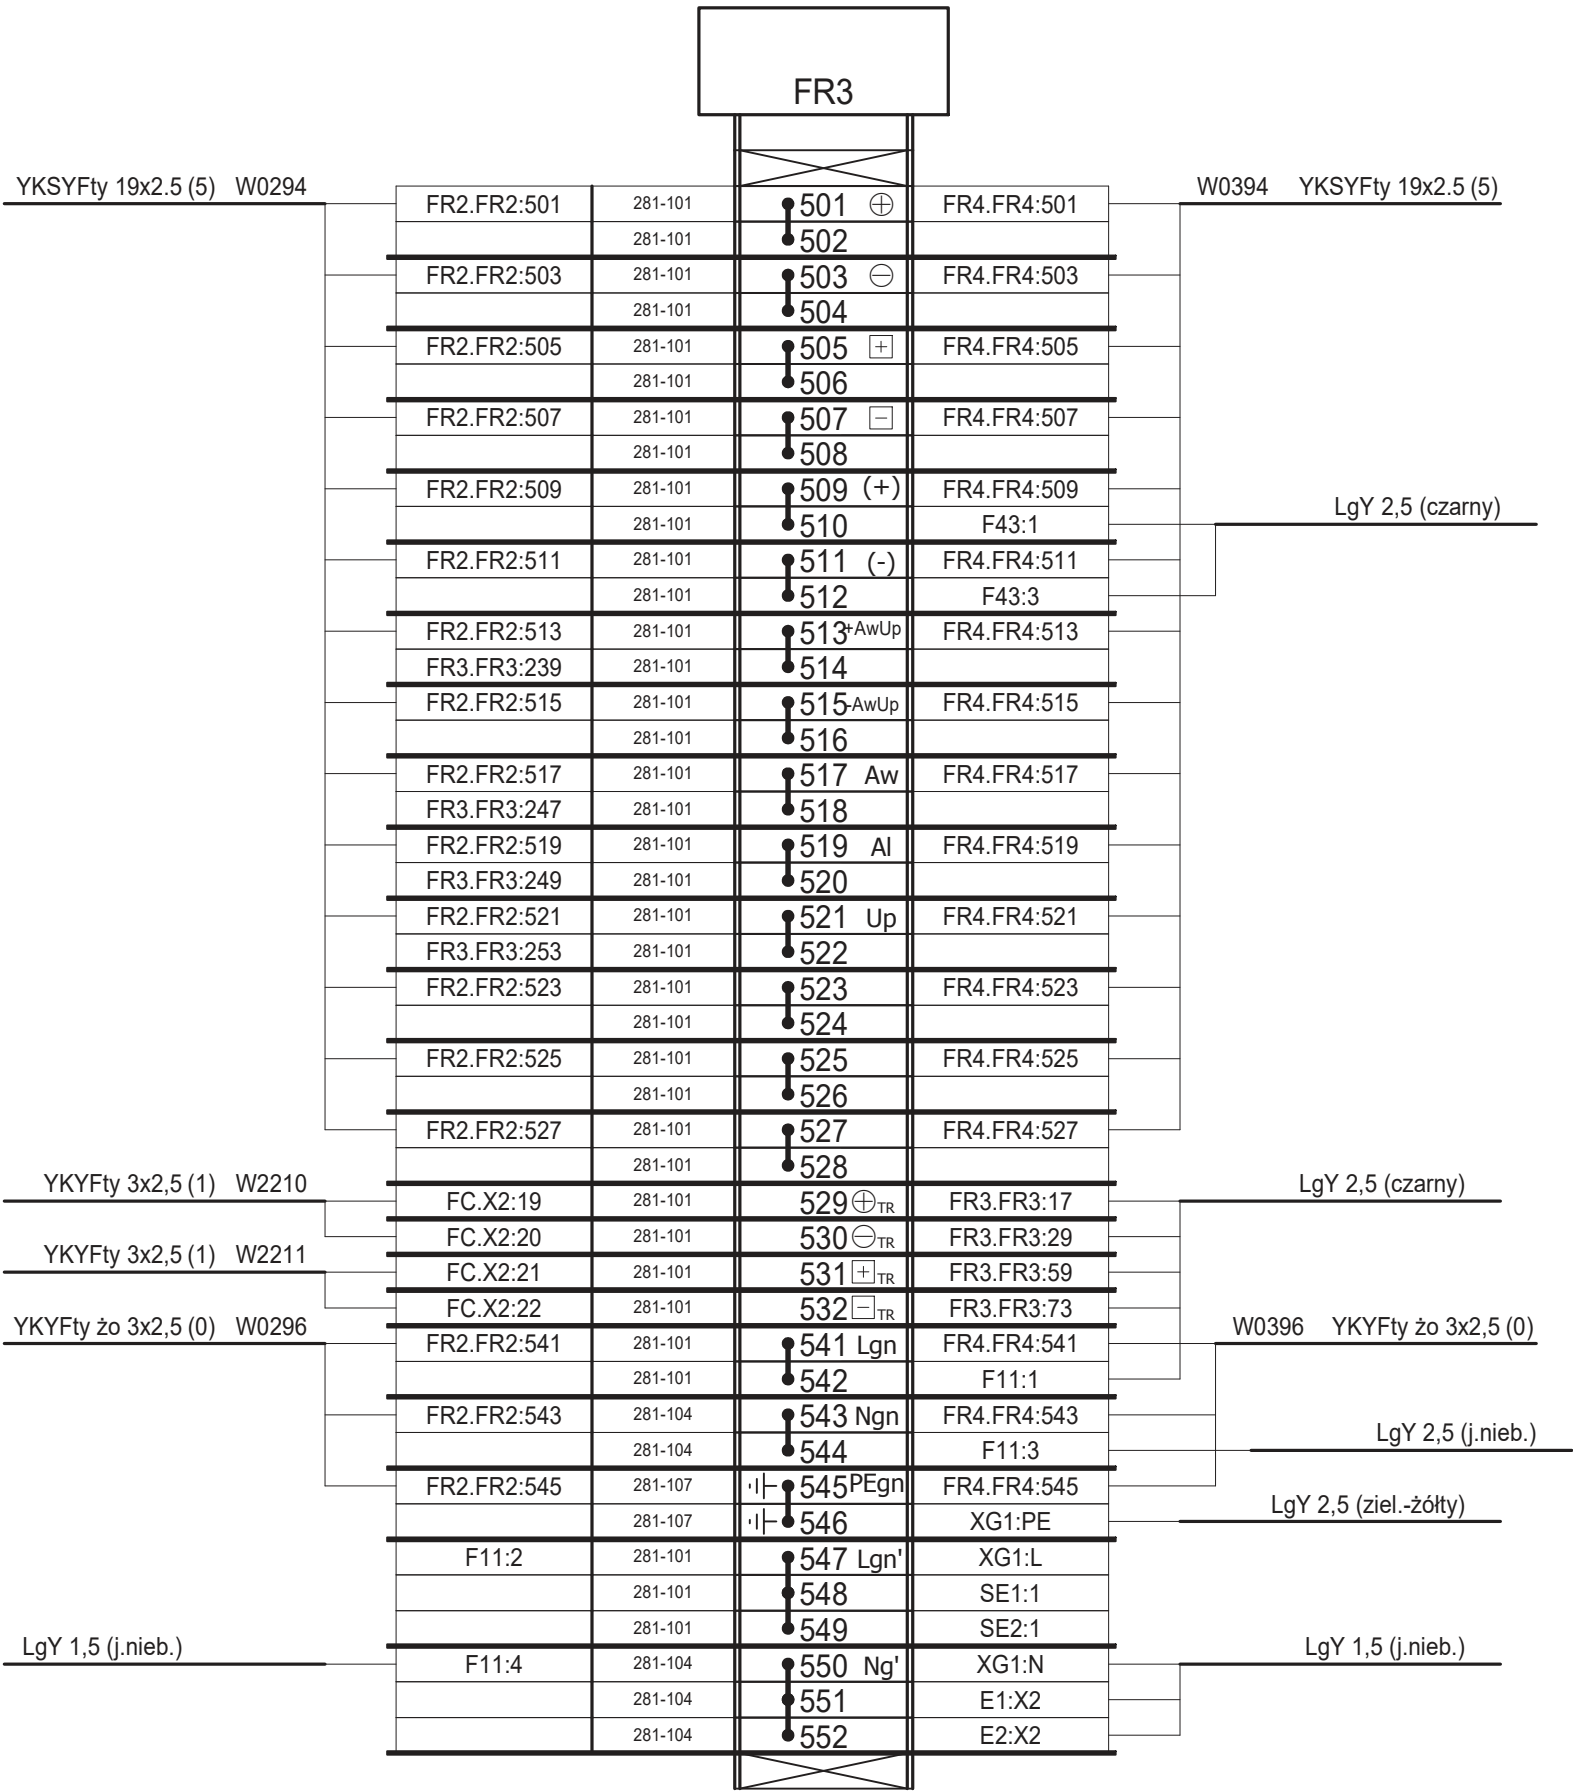 FR3
YKSYFty 19x2.5 (5) W0294
W0394 YKSYFty 19x2.5 (5)
FR2.FR2:501 281-101 501 ⊕ FR4.FR4:501
281-101 502
FR2.FR2:503 281-101 503 ⊖ FR4.FR4:503
281-101 504
FR2.FR2:505 281-101 505 ⊞ FR4.FR4:505
281-101 506
FR2.FR2:507 281-101 507 ⊟ FR4.FR4:507
281-101 508
FR2.FR2:509 281-101 509 (+) FR4.FR4:509
LgY 2,5 (czarny)
281-101 510 F43:1
FR2.FR2:511 281-101 511 (-) FR4.FR4:511
281-101 512 F43:3
FR2.FR2:513 281-101 513 +AwUp FR4.FR4:513
FR3.FR3:239 281-101 514
FR2.FR2:515 281-101 515 -AwUp FR4.FR4:515
281-101 516
FR2.FR2:517 281-101 517 Aw FR4.FR4:517
FR3.FR3:247 281-101 518
FR2.FR2:519 281-101 519 Al FR4.FR4:519
FR3.FR3:249 281-101 520
FR2.FR2:521 281-101 521 Up FR4.FR4:521
FR3.FR3:253 281-101 522
FR2.FR2:523 281-101 523 FR4.FR4:523
281-101 524
FR2.FR2:525 281-101 525 FR4.FR4:525
281-101 526
FR2.FR2:527 281-101 527 FR4.FR4:527
281-101 528
YKYFty 3x2,5 (1) W2210
LgY 2,5 (czarny)
FC.X2:19 281-101 529 ⊕TR FR3.FR3:17
FC.X2:20 281-101 530 ⊖TR FR3.FR3:29
YKYFty 3x2,5 (1) W2211
FC.X2:21 281-101 531 ⊞TR FR3.FR3:59
FC.X2:22 281-101 532 ⊟TR FR3.FR3:73
YKYFty żo 3x2,5 (0) W0296
W0396 YKYFty żo 3x2,5 (0)
FR2.FR2:541 281-101 541 Lgn FR4.FR4:541
281-101 542 F11:1
FR2.FR2:543 281-104 543 Ngn FR4.FR4:543
LgY 2,5 (j.nieb.)
281-104 544 F11:3
FR2.FR2:545 281-107 545 PEgn FR4.FR4:545
LgY 2,5 (ziel.-żółty)
281-107 546 XG1:PE
F11:2 281-101 547 Lgn' XG1:L
281-101 548 SE1:1
281-101 549 SE2:1
LgY 1,5 (j.nieb.)
LgY 1,5 (j.nieb.)
F11:4 281-104 550 Ng' XG1:N
281-104 551 E1:X2
281-104 552 E2:X2